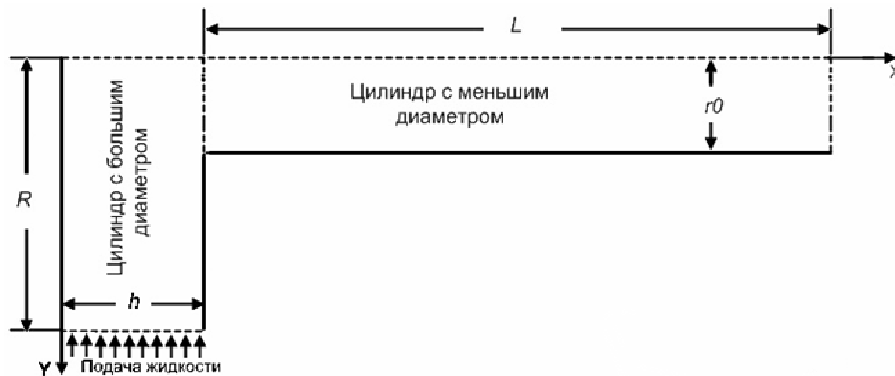 L
X
Цилиндр с меньшим
диаметром
r0
R
Цилиндр с большим
диаметром
h
Y
Подача жидкости